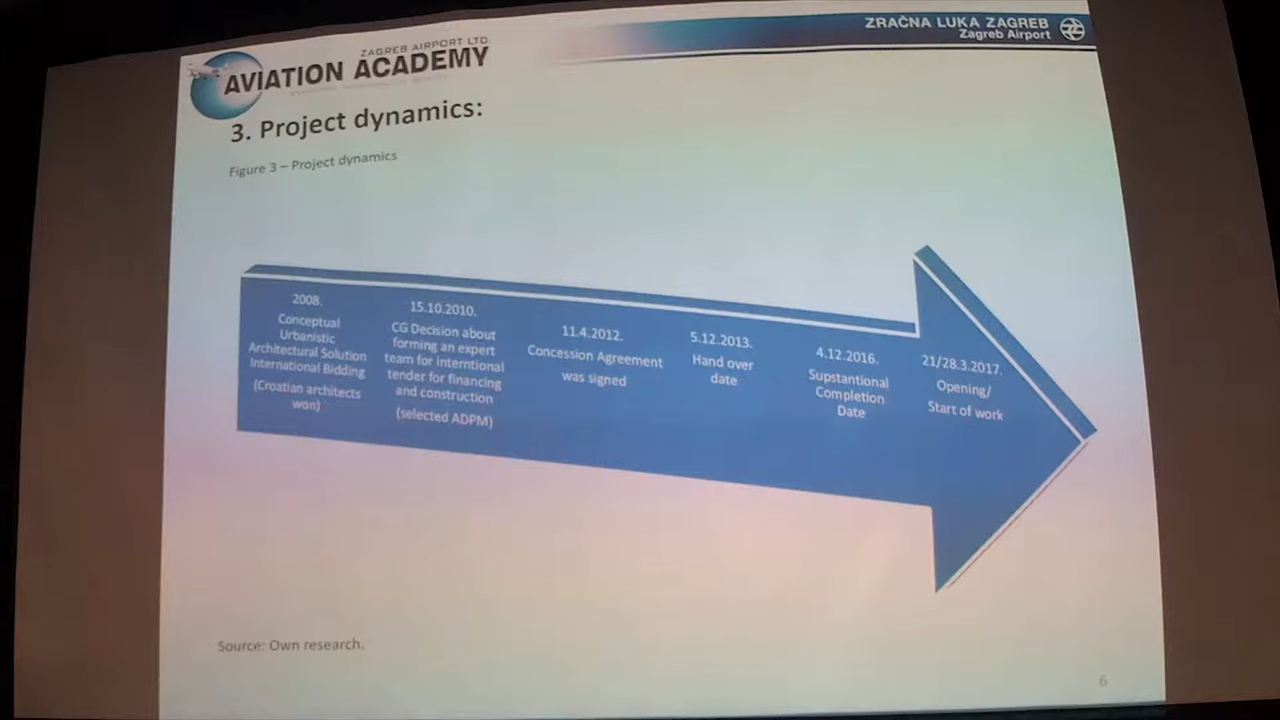 ZAGREB AIRPORT LTD.
AVIATION ACADEMY
ZRAČNA LUKA ZAGREB
Zagreb Airport
3. Project dynamics:
Figure 3 – Project dynamics
2008.
Conceptual
Urbanistic
Architectural Solution
International Bidding
(Croatian architects
won)
15.10.2010.
CG Decision about
forming an expert
team for interntional
tender for financing
and construction
(selected ADPM)
11.4.2012.
Concession Agreement
was signed
5.12.2013.
Hand over
date
4.12.2016.
Supstantional
Completion
Date
21/28.3.2017.
Opening/
Start of work
Source: Own research.
6